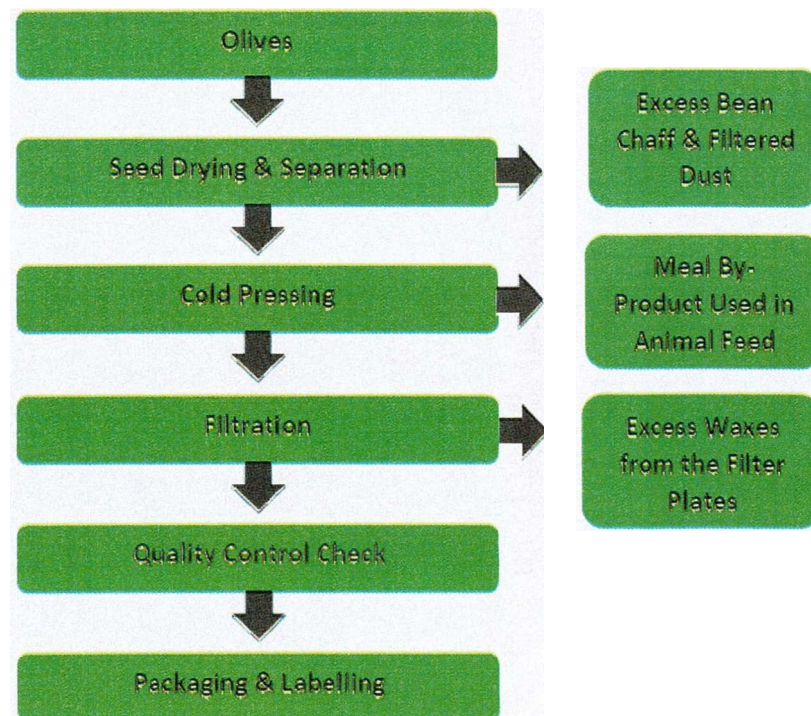 Olives
Seed Drying & Separation
Excess Bean
Chaff & Filtered
Dust
Cold Pressing
Meal By-
Product Used in
Animal Feed
Filtration
Excess Waxes
from the Filter
Plates
Quality Control Check
Packaging & Labelling